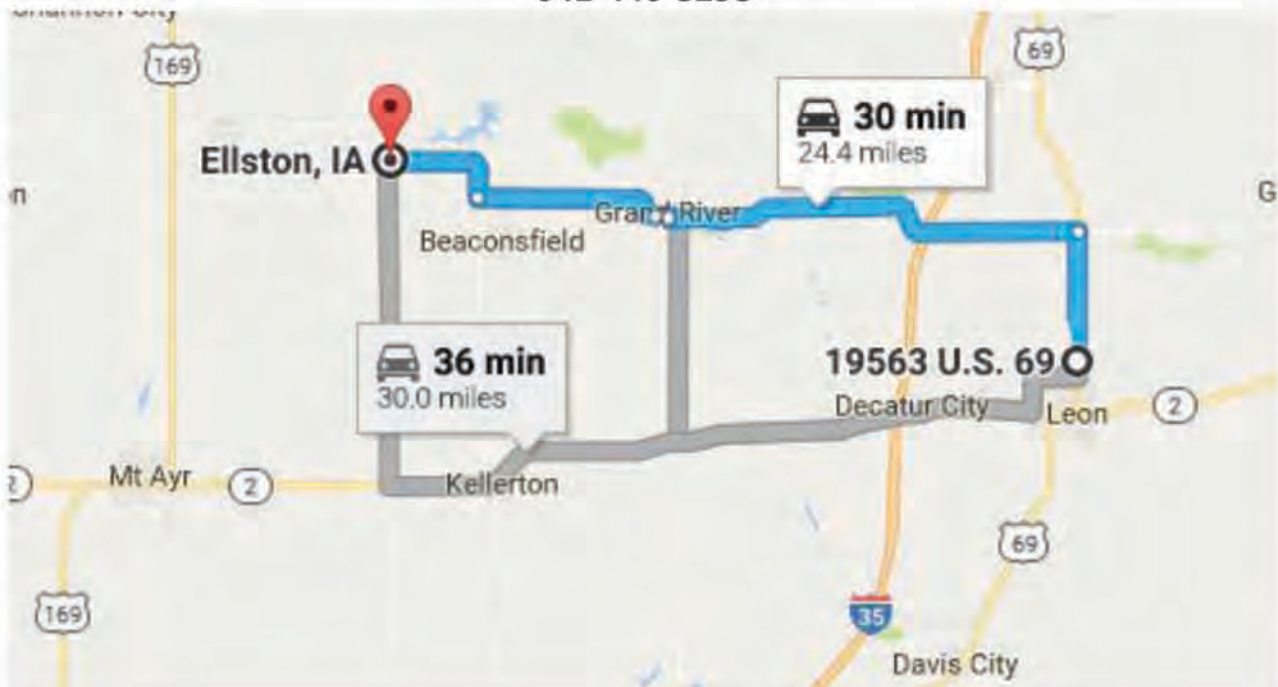 169
69
30 min
24.4 miles
Ellston, IA
Grand River
Beaconsfield
36 min
30.0 miles
19563 U.S. 69
Decatur City
Leon
2
Mt Ayr
2
Kellerton
69
169
35
Davis City